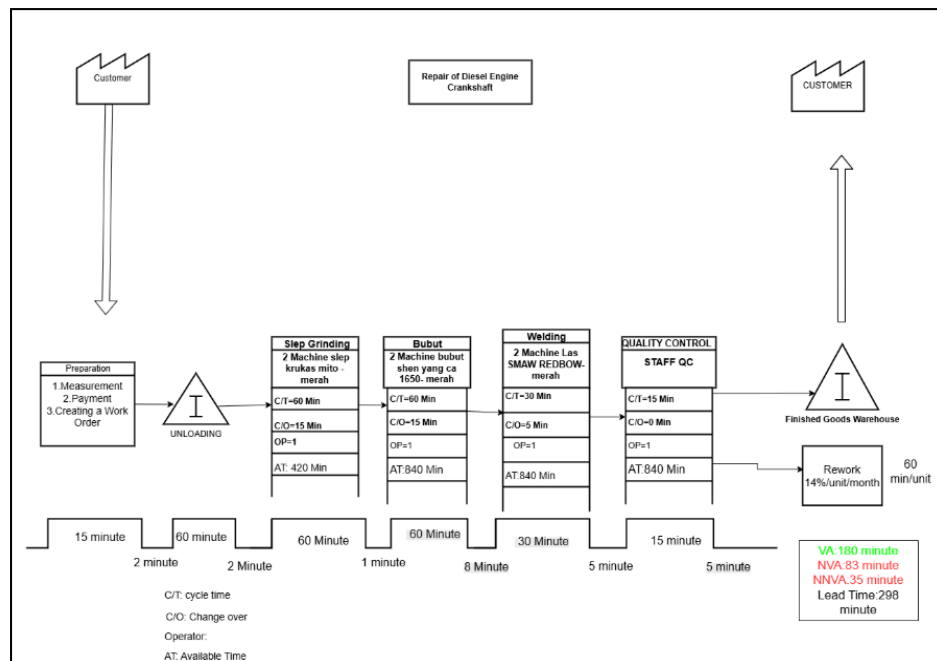 Customer
Repair of Diesel Engine
Crankshaft
CUSTOMER
Preparation
1.Measurement
2.Payment
3.Creating a Work
Order
I
UNLOADING
Slep Grinding
2 Machine slep
krukas mito -
merah
C/T=60 Min
C/O=15 Min
OP=1
AT: 420 Min
Bubut
2 Machine bubut
shen yang ca
1650- merah
C/T=60 Min
C/O=15 Min
OP=1
AT:840 Min
Welding
2 Machine Las
SMAW REDBOW-
merah
C/T=30 Min
C/O=5 Min
OP=1
AT:840 Min
QUALITY CONTROL
STAFF QC
C/T=15 Min
C/O=0 Min
OP=1
AT:840 Min
I
Finished Goods Warehouse
Rework
14%/unit/month
60
min/unit
15 minute
2 minute
60 minute
2 Minute
60 Minute
1 minute
60 Minute
8 Minute
30 Minute
5 minute
15 minute
5 minute
VA:180 minute
NVA:83 minute
NNVA:35 minute
Lead Time:298
minute
C/T: cycle time
C/O: Change over
Operator:
AT: Available Time